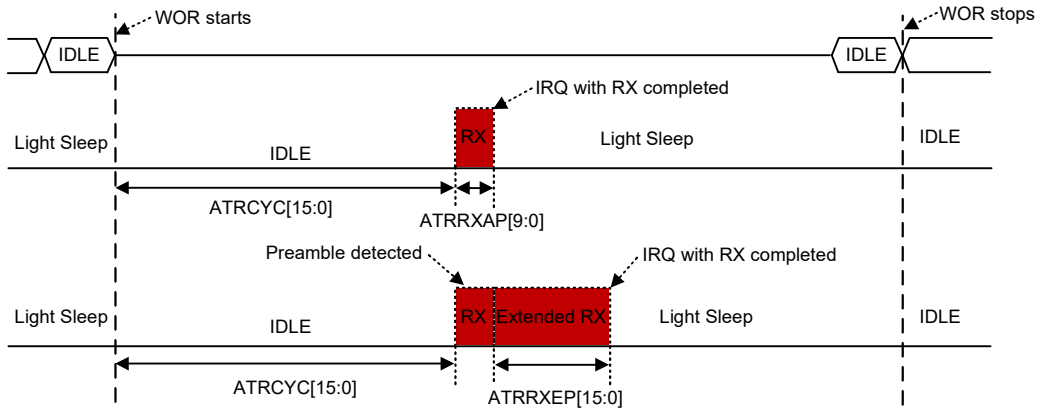 WOR starts
WOR stops
IDLE
IDLE
IRQ with RX completed
Light Sleep
IDLE
RX
Light Sleep
IDLE
ATRCYC[15:0]
ATRRXAP[9:0]
Preamble detected
IRQ with RX completed
Light Sleep
IDLE
RX
Extended RX
Light Sleep
IDLE
ATRCYC[15:0]
ATRRXEP[15:0]